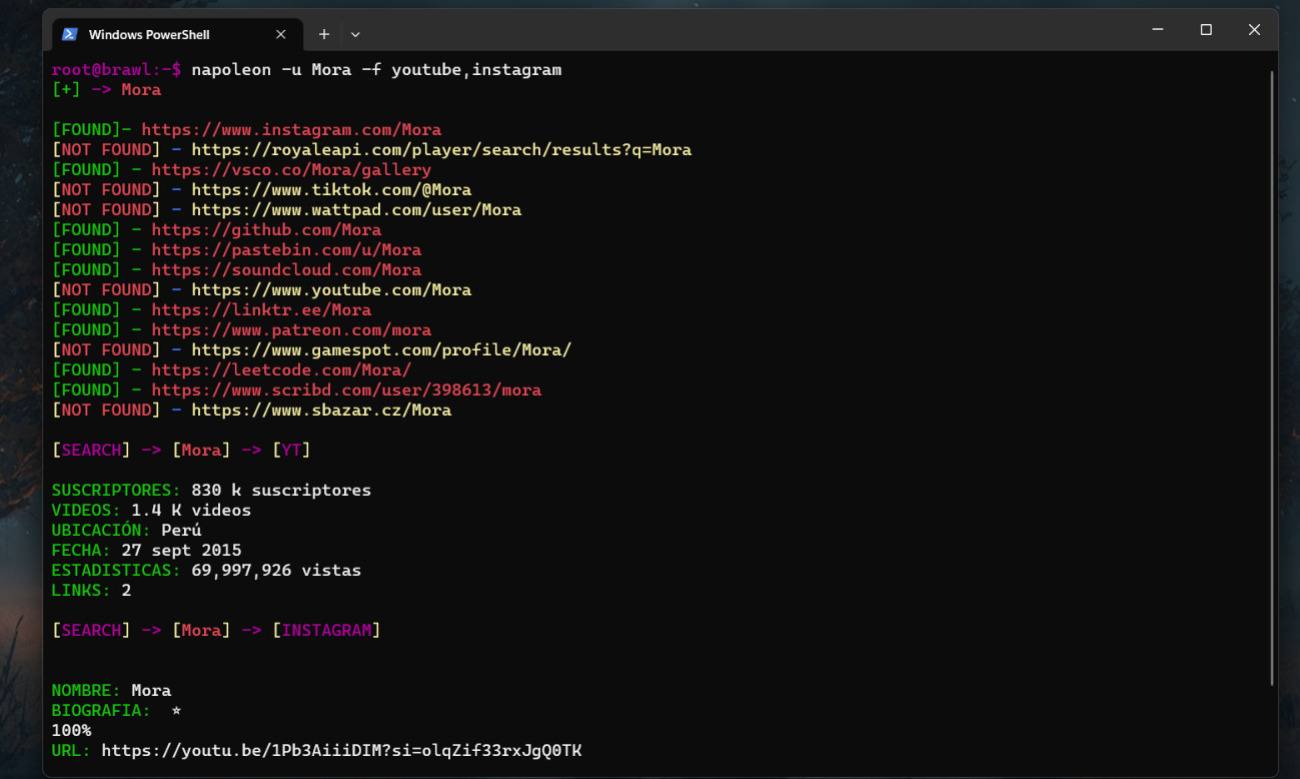 Windows PowerShell
root@brawl:~$ napoleon -u Mora -f youtube,instagram
[+] -> Mora
[FOUND]- https://www.instagram.com/Mora
[NOT FOUND] - https://royaleapi.com/player/search/results?q=Mora
[FOUND] - https://vsco.co/Mora/gallery
[NOT FOUND] - https://www.tiktok.com/@Mora
[NOT FOUND] - https://www.wattpad.com/user/Mora
[FOUND] - https://github.com/Mora
[FOUND] - https://pastebin.com/u/Mora
[FOUND] - https://soundcloud.com/Mora
[NOT FOUND] - https://www.youtube.com/Mora
[FOUND] - https://linktr.ee/Mora
[FOUND] - https://www.patreon.com/mora
[NOT FOUND] - https://www.gamespot.com/profile/Mora/
[FOUND] - https://leetcode.com/Mora/
[FOUND] - https://www.scribd.com/user/398613/mora
[NOT FOUND] - https://www.sbazar.cz/Mora
[SEARCH] -> [Mora] -> [YT]
SUSCRIPTORES: 830 k suscriptores
VIDEOS: 1.4 K videos
UBICACIÓN: Perú
FECHA: 27 sept 2015
ESTADISTICAS: 69,997,926 vistas
LINKS: 2
[SEARCH] -> [Mora] -> [INSTAGRAM]
NOMBRE: Mora
BIOGRAFIA: ⭐
100%
URL: https://youtu.be/1Pb3AiiiDIM?si=olqZif33rxJgQ0TK